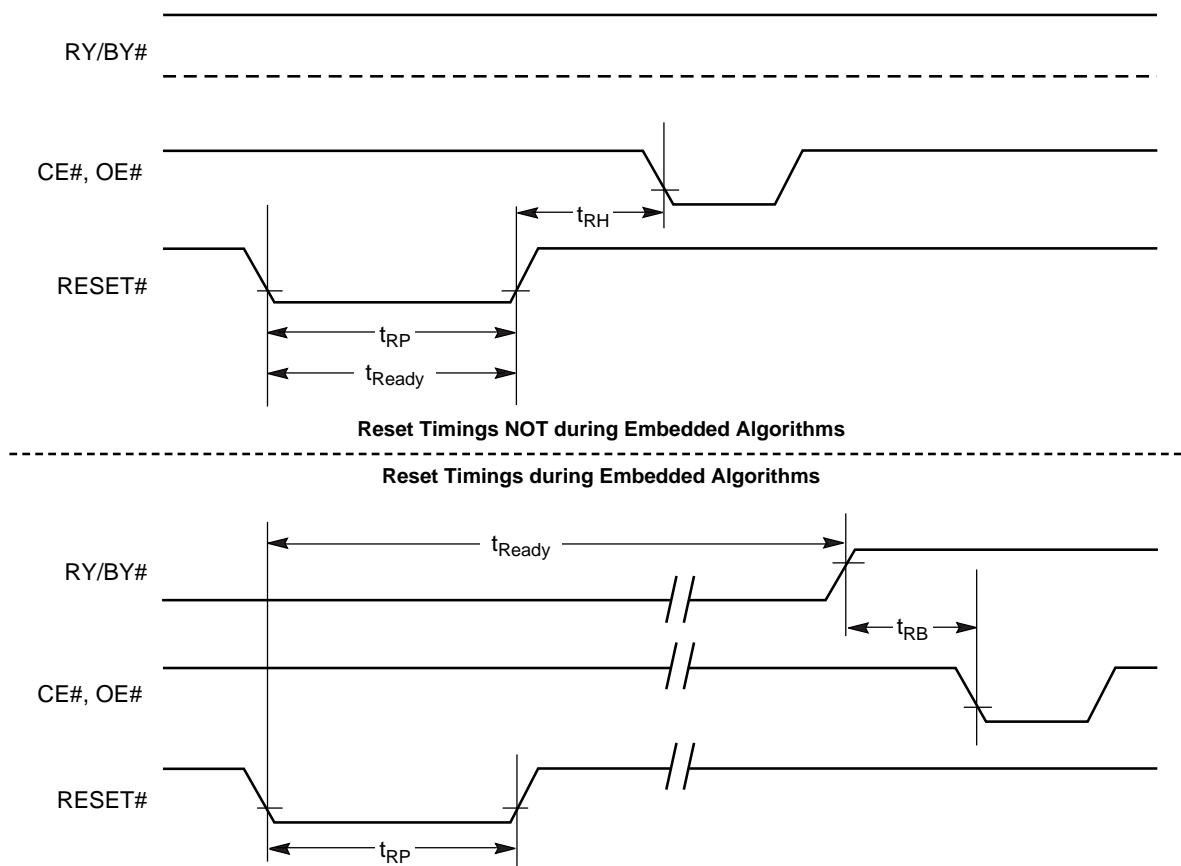 RY/BY#
CE#, OE#
tRH
RESET#
tRP
tReady
Reset Timings NOT during Embedded Algorithms
Reset Timings during Embedded Algorithms
tReady
RY/BY#
tRB
CE#, OE#
RESET#
tRP